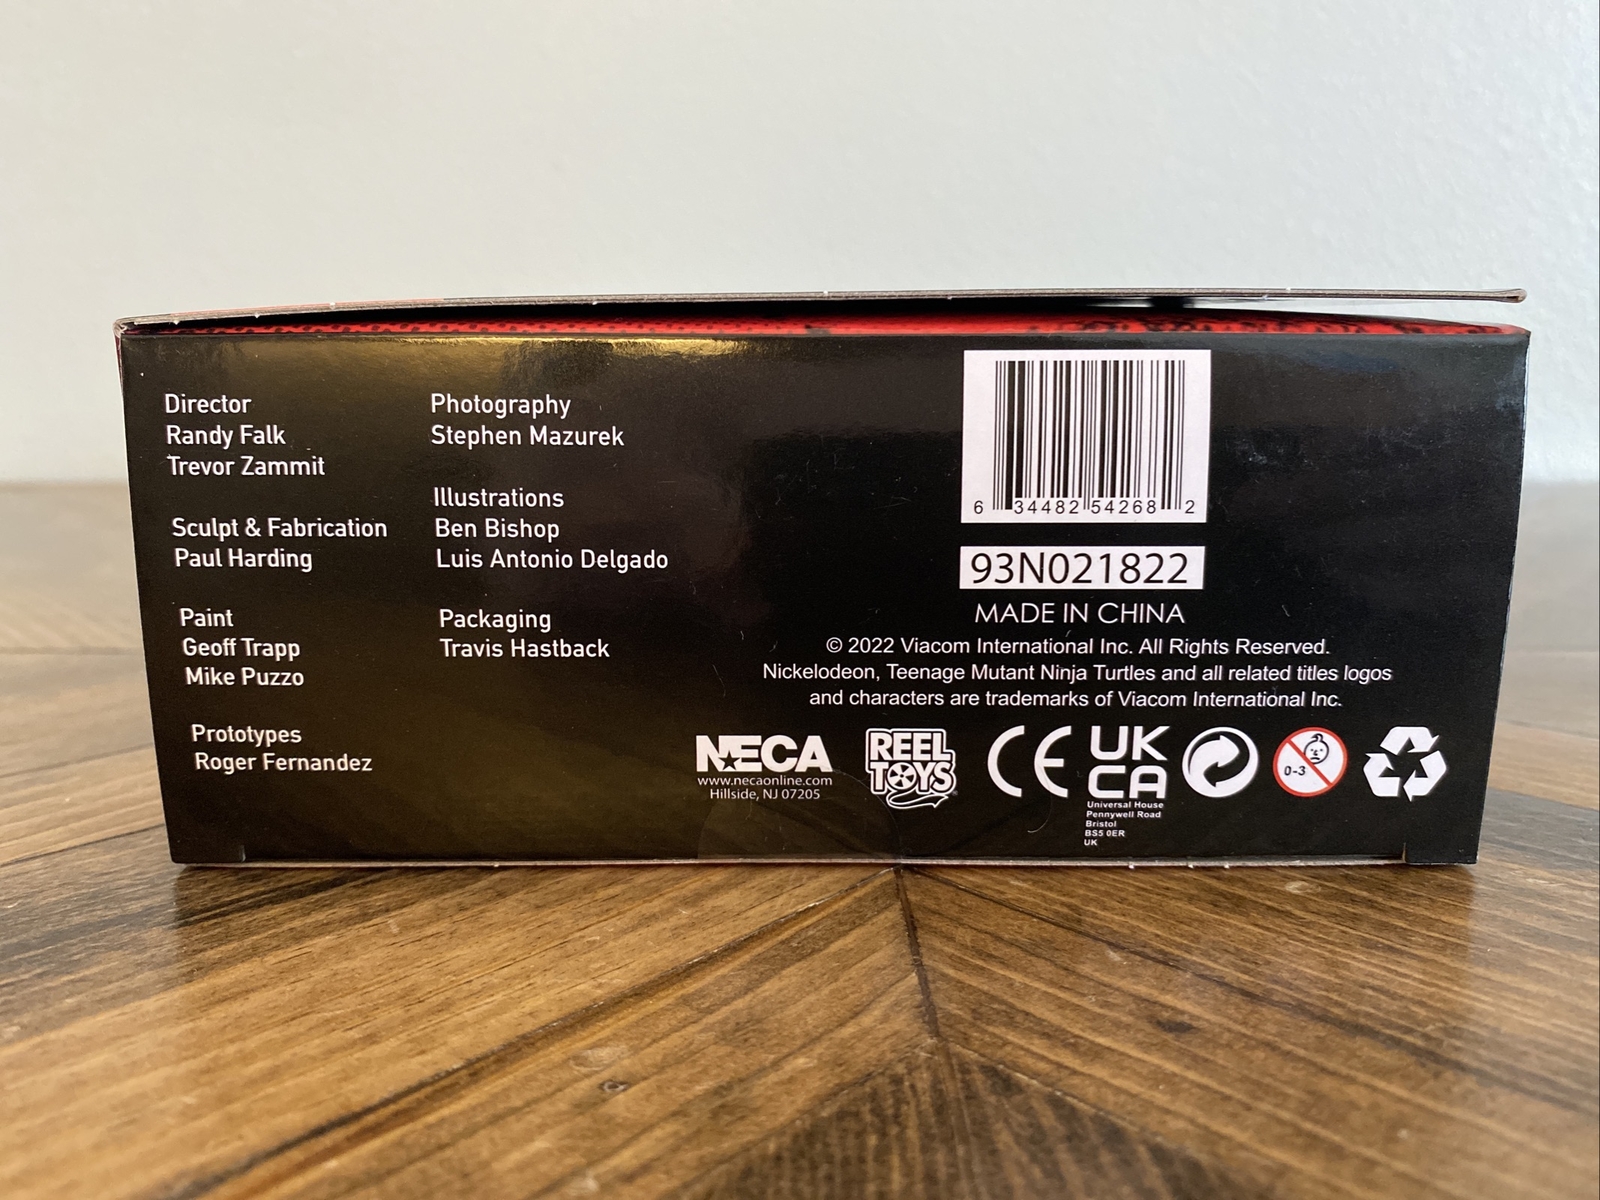 Director
Randy Falk
Trevor Zammit
Sculpt & Fabrication
Paul Harding
Paint
Geoff Trapp
Mike Puzzo
Prototypes
Roger Fernandez
Photography
Stephen Mazurek
Illustrations
Ben Bishop
Luis Antonio Delgado
Packaging
Travis Hastback
6 34482 54268 2
93N021822
MADE IN CHINA
© 2022 Viacom International Inc. All Rights Reserved.
Nickelodeon, Teenage Mutant Ninja Turtles and all related titles logos
and characters are trademarks of Viacom International Inc.
NECA
www.necaonline.com
Hillside, NJ 07205
REEL
TOYS
CE
UK
CA
Universal House
Pennywell Road
Bristol
BS5 0ER
UK
0-3